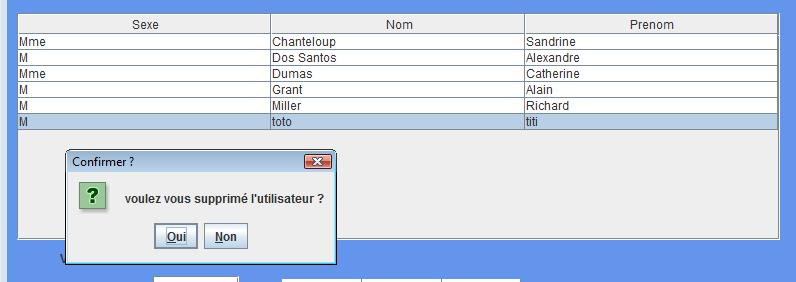 Sexe Nom Prenom
Mme Chanteloup Sandrine
M Dos Santos Alexandre
Mme Dumas Catherine
M Grant Alain
M Miller Richard
M toto titi
Confirmer ?
voulez vous supprimé l'utilisateur ?
Oui Non